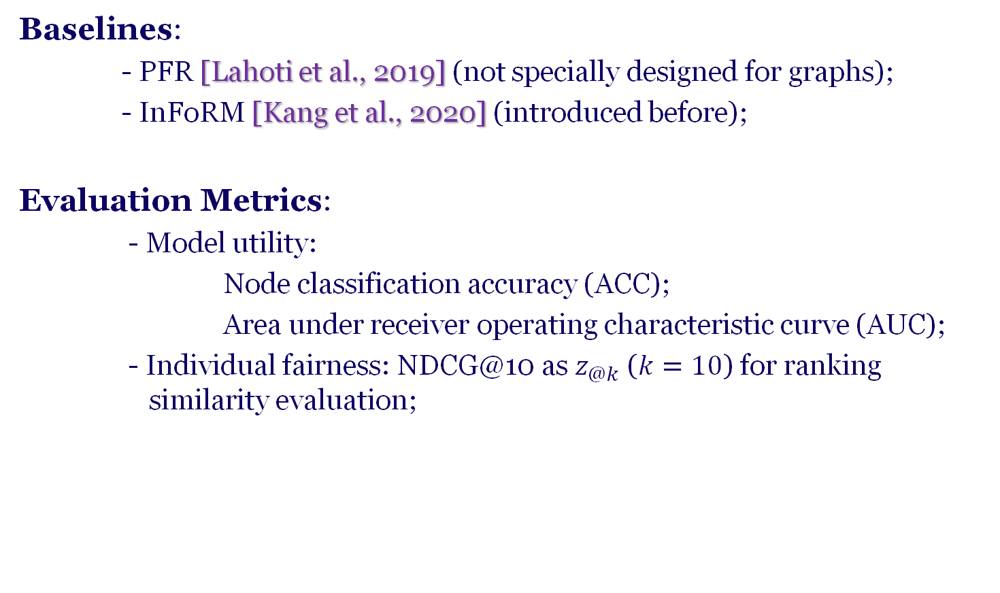 Baselines:
- PFR [Lahoti et al., 2019] (not specially designed for graphs);
- InFoRM [Kang et al., 2020] (introduced before);
Evaluation Metrics:
- Model utility:
Node classification accuracy (ACC);
Area under receiver operating characteristic curve (AUC);
- Individual fairness: NDCG@10 as z@k (k = 10) for ranking
similarity evaluation;